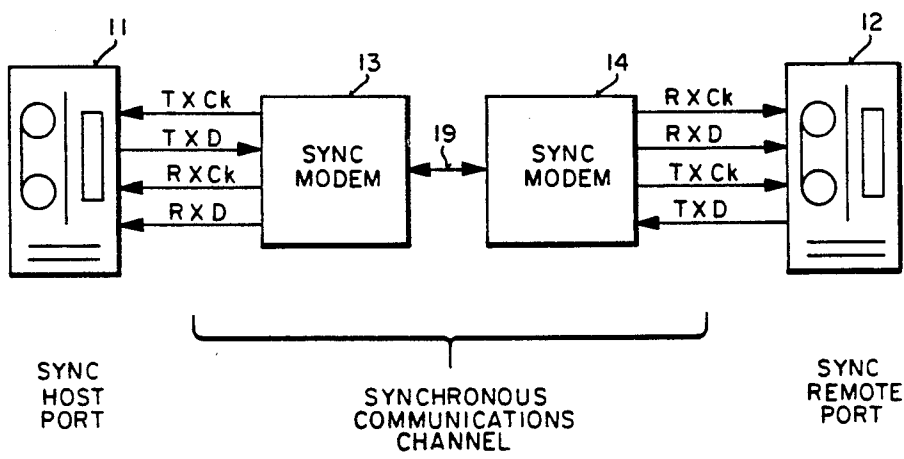 11
13
14
12
TXCk
TXD
RXCk
RXD
SYNC
MODEM
19
SYNC
MODEM
RXCk
RXD
TXCk
TXD
SYNC
HOST
PORT
SYNCHRONOUS
COMMUNICATIONS
CHANNEL
SYNC
REMOTE
PORT